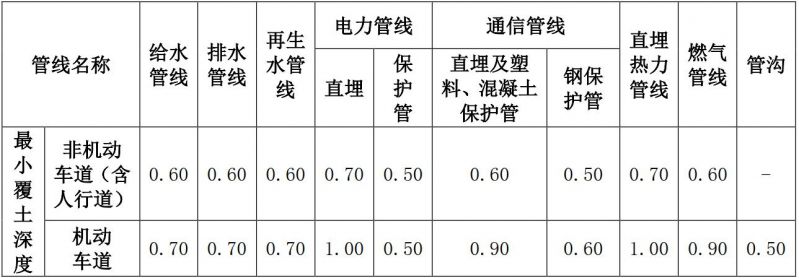 管线名称 给水管线 排水管线 再生水管线 电力管线 通信管线 直埋热力管线 燃气管线 管沟
直埋 保护管 直埋及塑料、混凝土保护管 钢保护管
最小覆土深度 非机动车道（含人行道） 0.60 0.60 0.60 0.70 0.50 0.60 0.50 0.70 0.60 -
机动车道 0.70 0.70 0.70 1.00 0.50 0.90 0.60 1.00 0.90 0.50